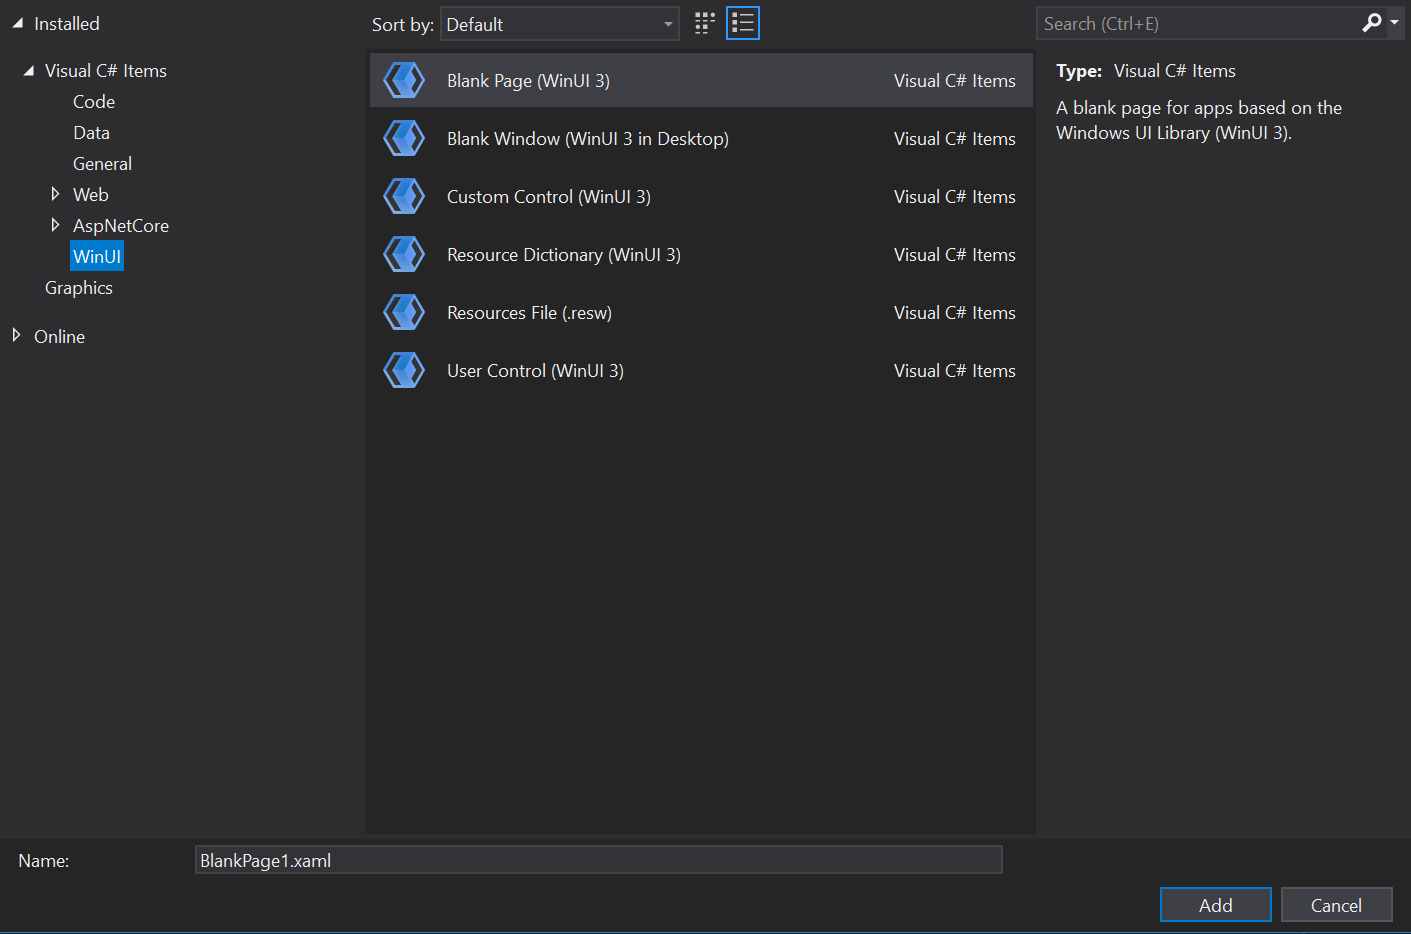 Installed
Visual C# Items
Code
Data
General
Web
AspNetCore
WinUI
Graphics
Online
Sort by: Default
Blank Page (WinUI 3) Visual C# Items
Blank Window (WinUI 3 in Desktop) Visual C# Items
Custom Control (WinUI 3) Visual C# Items
Resource Dictionary (WinUI 3) Visual C# Items
Resources File (.resw) Visual C# Items
User Control (WinUI 3) Visual C# Items
Search (Ctrl+E)
Type: Visual C# Items
A blank page for apps based on the
Windows UI Library (WinUI 3).
Name: BlankPage1.xaml
Add Cancel